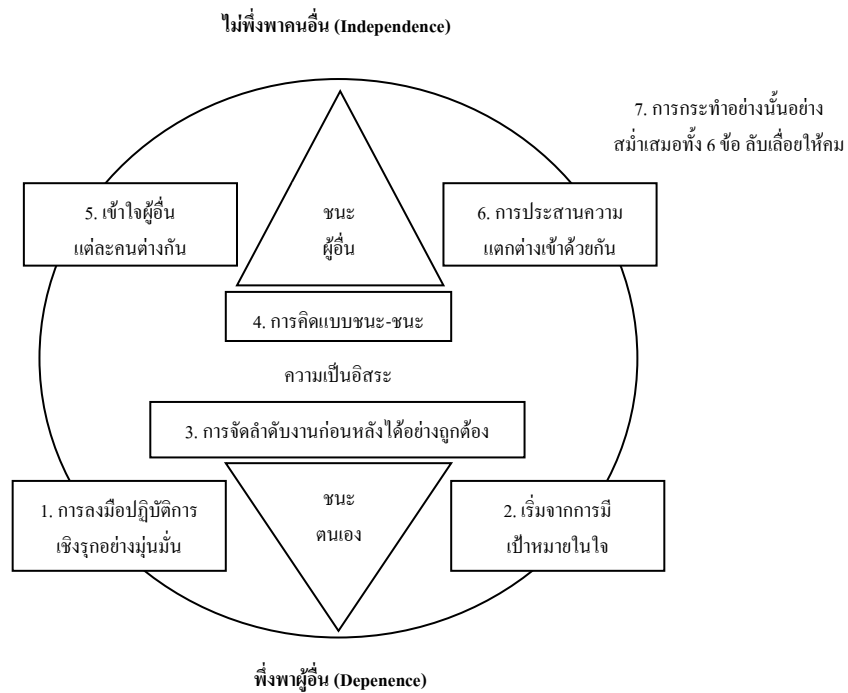 ไม่พึ่งพาคนอื่น (Independence)
7. การกระทำอย่างนั้นอย่าง
สม่ำเสมอทั้ง 6 ข้อ ลับเลื่อยให้คม
5. เข้าใจผู้อื่น
แต่ละคนต่างกัน
ชนะ
ผู้อื่น
6. การประสานความ
แตกต่างเข้าด้วยกัน
4. การคิดแบบชนะ-ชนะ
ความเป็นอิสระ
3. การจัดลำดับงานก่อนหลังได้อย่างถูกต้อง
1. การลงมือปฏิบัติการ
เชิงรุกอย่างมุ่นมั่น
ชนะ
ตนเอง
2. เริ่มจากการมี
เป้าหมายในใจ
พึ่งพาผู้อื่น (Depenence)